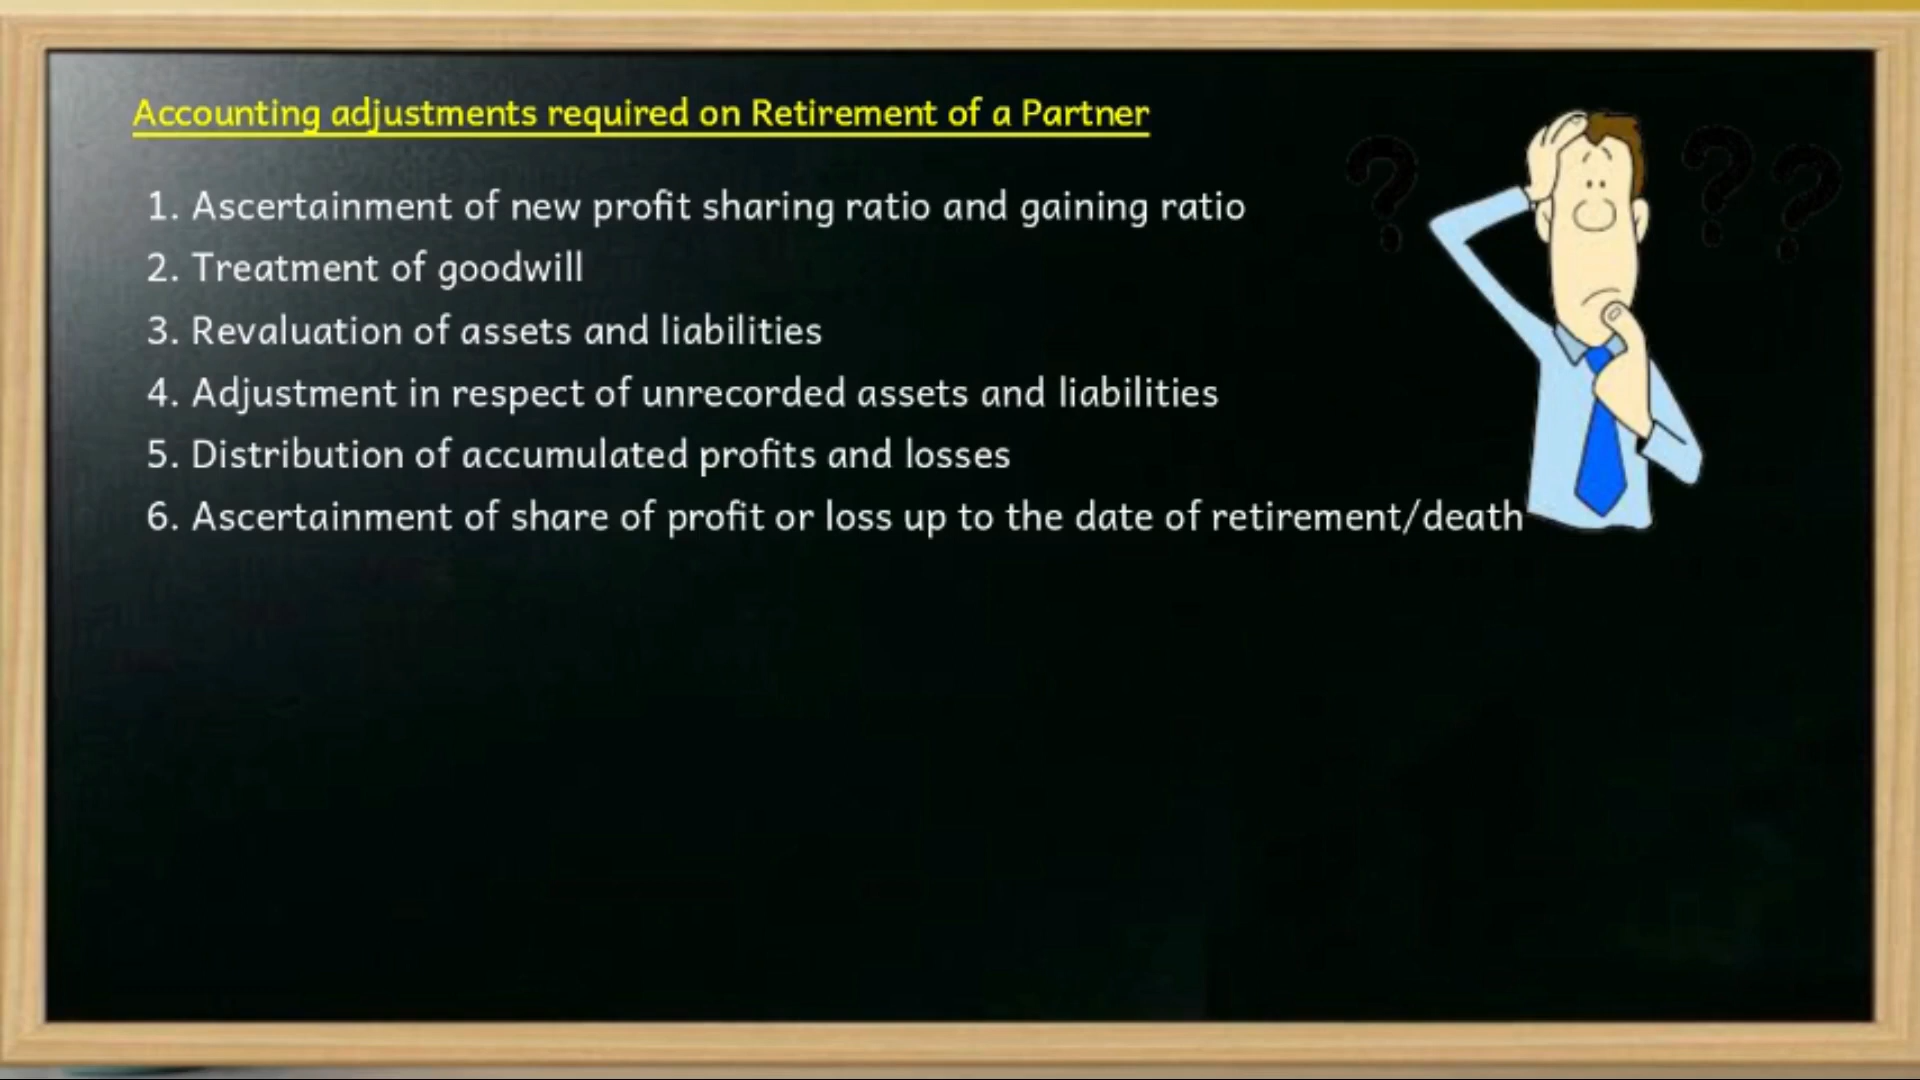 Accounting adjustments required on Retirement of a Partner
1. Ascertainment of new profit sharing ratio and gaining ratio
2. Treatment of goodwill
3. Revaluation of assets and liabilities
4. Adjustment in respect of unrecorded assets and liabilities
5. Distribution of accumulated profits and losses
6. Ascertainment of share of profit or loss up to the date of retirement/death
? ? ?